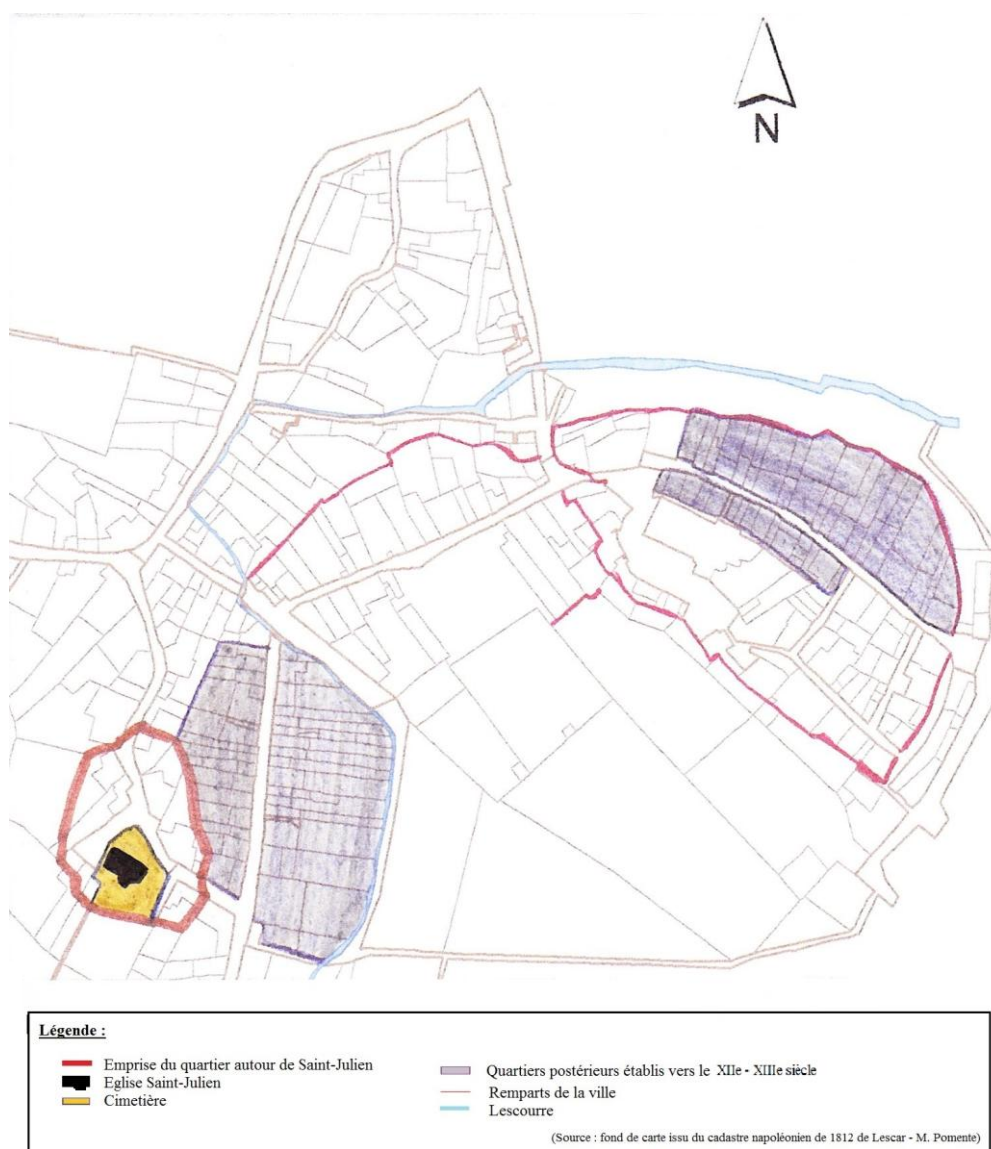 N
Légende :
Emprise du quartier autour de Saint-Julien
Eglise Saint-Julien
Cimetière
Quartiers postérieurs établis vers le XIIe - XIIIe siècle
Remparts de la ville
Lescourre
(Source : fond de carte issu du cadastre napoléonien de 1812 de Lescar - M. Pomente)